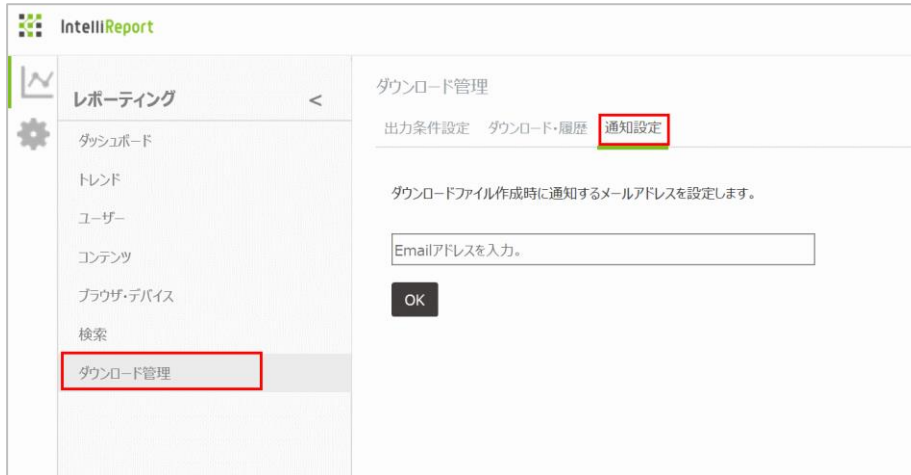 IntelliReport
レポーティング <
ダッシュボード
トレンド
ユーザー
コンテンツ
ブラウザ・デバイス
検索
ダウンロード管理
ダウンロード管理
出力条件設定 ダウンロード・履歴 通知設定
ダウンロードファイル作成時に通知するメールアドレスを設定します。
Emailアドレスを入力。
OK